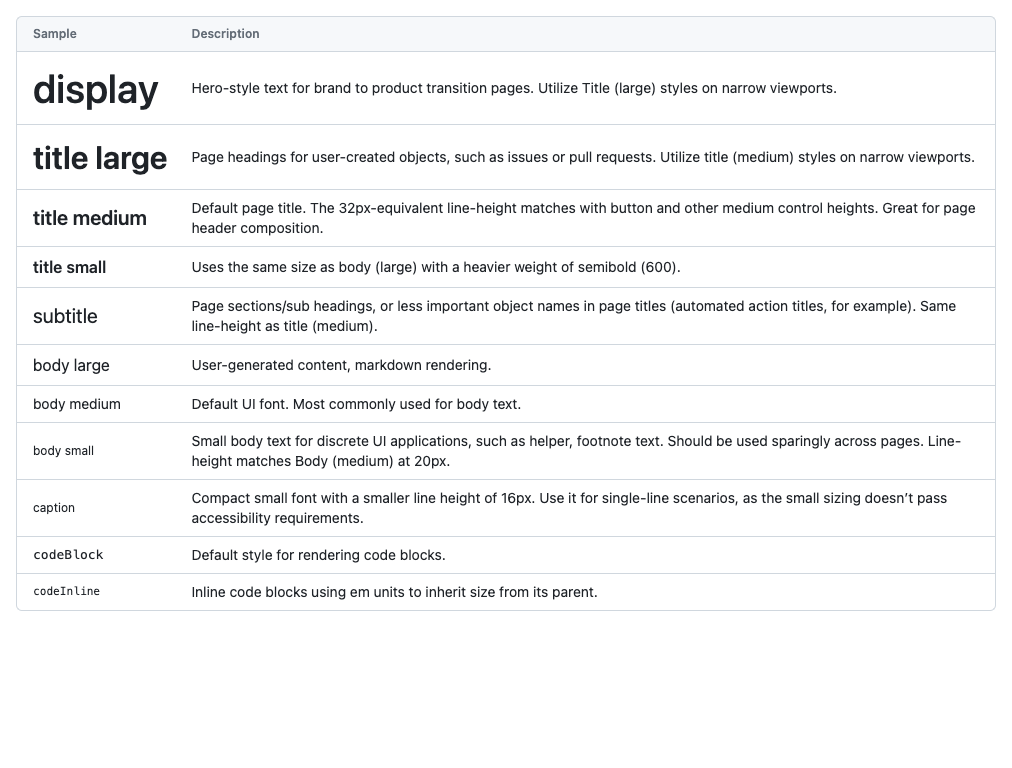 Sample Description
display Hero-style text for brand to product transition pages. Utilize Title (large) styles on narrow viewports.
title large Page headings for user-created objects, such as issues or pull requests. Utilize title (medium) styles on narrow viewports.
title medium Default page title. The 32px-equivalent line-height matches with button and other medium control heights. Great for page
header composition.
title small Uses the same size as body (large) with a heavier weight of semibold (600).
subtitle Page sections/sub headings, or less important object names in page titles (automated action titles, for example). Same
line-height as title (medium).
body large User-generated content, markdown rendering.
body medium Default UI font. Most commonly used for body text.
body small Small body text for discrete UI applications, such as helper, footnote text. Should be used sparingly across pages. Line-
height matches Body (medium) at 20px.
caption Compact small font with a smaller line height of 16px. Use it for single-line scenarios, as the small sizing doesn’t pass
accessibility requirements.
codeBlock Default style for rendering code blocks.
codeInline Inline code blocks using em units to inherit size from its parent.